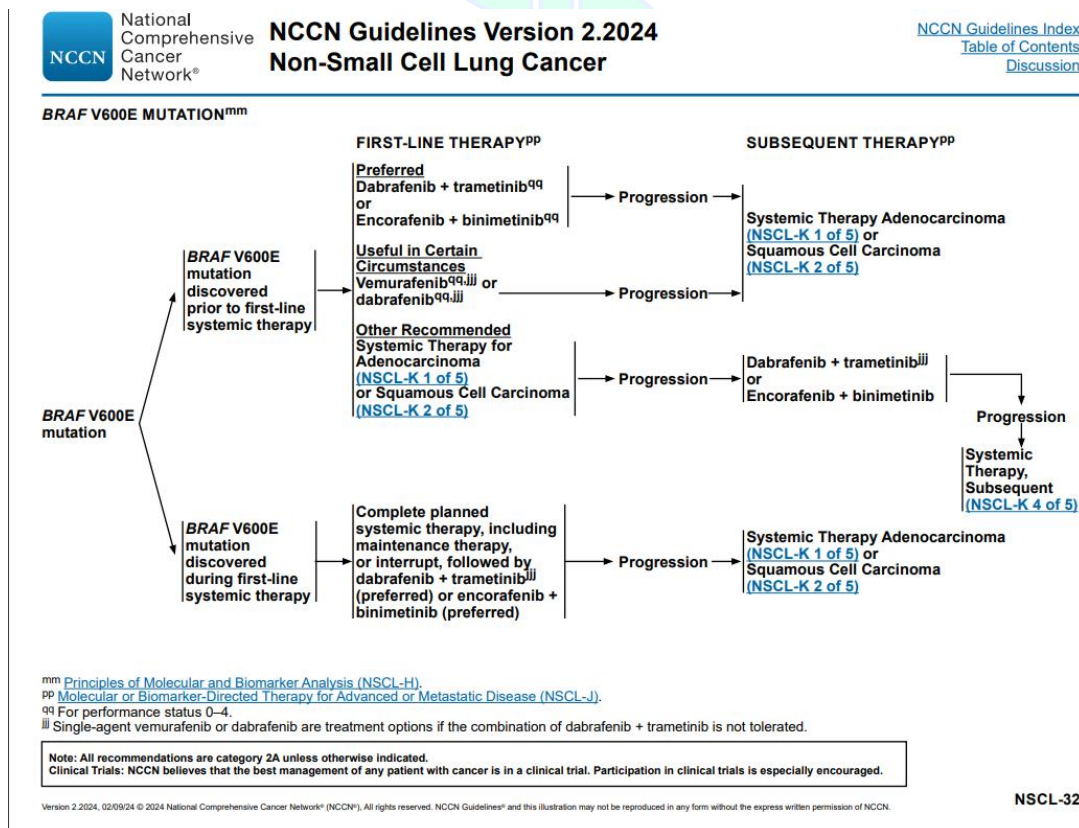 National
Comprehensive
Cancer
Network®
NCCN
NCCN Guidelines Version 2.2024
Non-Small Cell Lung Cancer
NCCN Guidelines Index
Table of Contents
Discussion
BRAF V600E MUTATIONmm
FIRST-LINE THERAPYpp
SUBSEQUENT THERAPYpp
BRAF V600E
mutation
BRAF V600E
mutation
discovered
prior to first-line
systemic therapy
Preferred
Dabrafenib + trametinibqq
or
Encorafenib + binimetinibqq
Progression
Useful in Certain
Circumstances
Vemurafenibqq,jjj or
dabrafenibqq,jjj
Progression
Systemic Therapy Adenocarcinoma
(NSCL-K 1 of 5) or
Squamous Cell Carcinoma
(NSCL-K 2 of 5)
Other Recommended
Systemic Therapy for
Adenocarcinoma
(NSCL-K 1 of 5)
or Squamous Cell Carcinoma
(NSCL-K 2 of 5)
Progression
Dabrafenib + trametinibjjj
or
Encorafenib + binimetinib
Progression
Systemic
Therapy,
Subsequent
(NSCL-K 4 of 5)
BRAF V600E
mutation
discovered
during first-line
systemic therapy
Complete planned
systemic therapy, including
maintenance therapy,
or interrupt, followed by
dabrafenib + trametinibjjj
(preferred) or encorafenib +
binimetinib (preferred)
Progression
Systemic Therapy Adenocarcinoma
(NSCL-K 1 of 5) or
Squamous Cell Carcinoma
(NSCL-K 2 of 5)
mm Principles of Molecular and Biomarker Analysis (NSCL-H).
pp Molecular or Biomarker-Directed Therapy for Advanced or Metastatic Disease (NSCL-J).
qq For performance status 0–4.
jjj Single-agent vemurafenib or dabrafenib are treatment options if the combination of dabrafenib + trametinib is not tolerated.
Note: All recommendations are category 2A unless otherwise indicated.
Clinical Trials: NCCN believes that the best management of any patient with cancer is in a clinical trial. Participation in clinical trials is especially encouraged.
Version 2.2024, 02/09/24 © 2024 National Comprehensive Cancer Network® (NCCN®), All rights reserved. NCCN Guidelines® and this illustration may not be reproduced in any form without the express written permission of NCCN.
NSCL-32